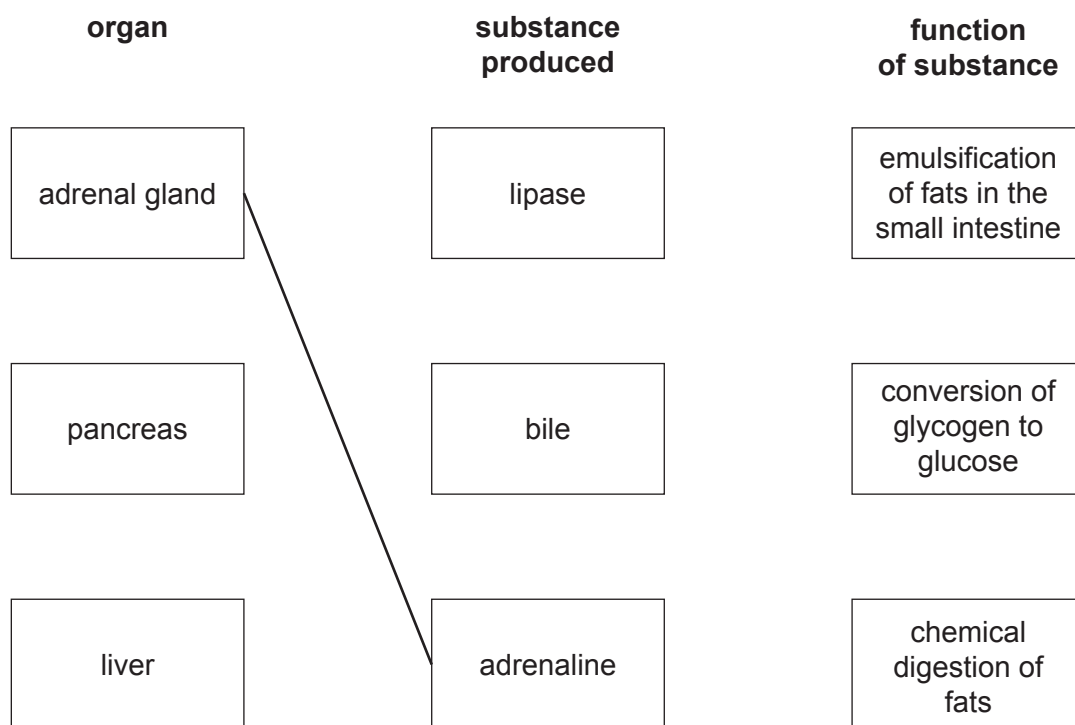 organ
substance
produced
function
of substance
adrenal gland
lipase
emulsification
of fats in the
small intestine
pancreas
bile
conversion of
glycogen to
glucose
liver
adrenaline
chemical
digestion of
fats